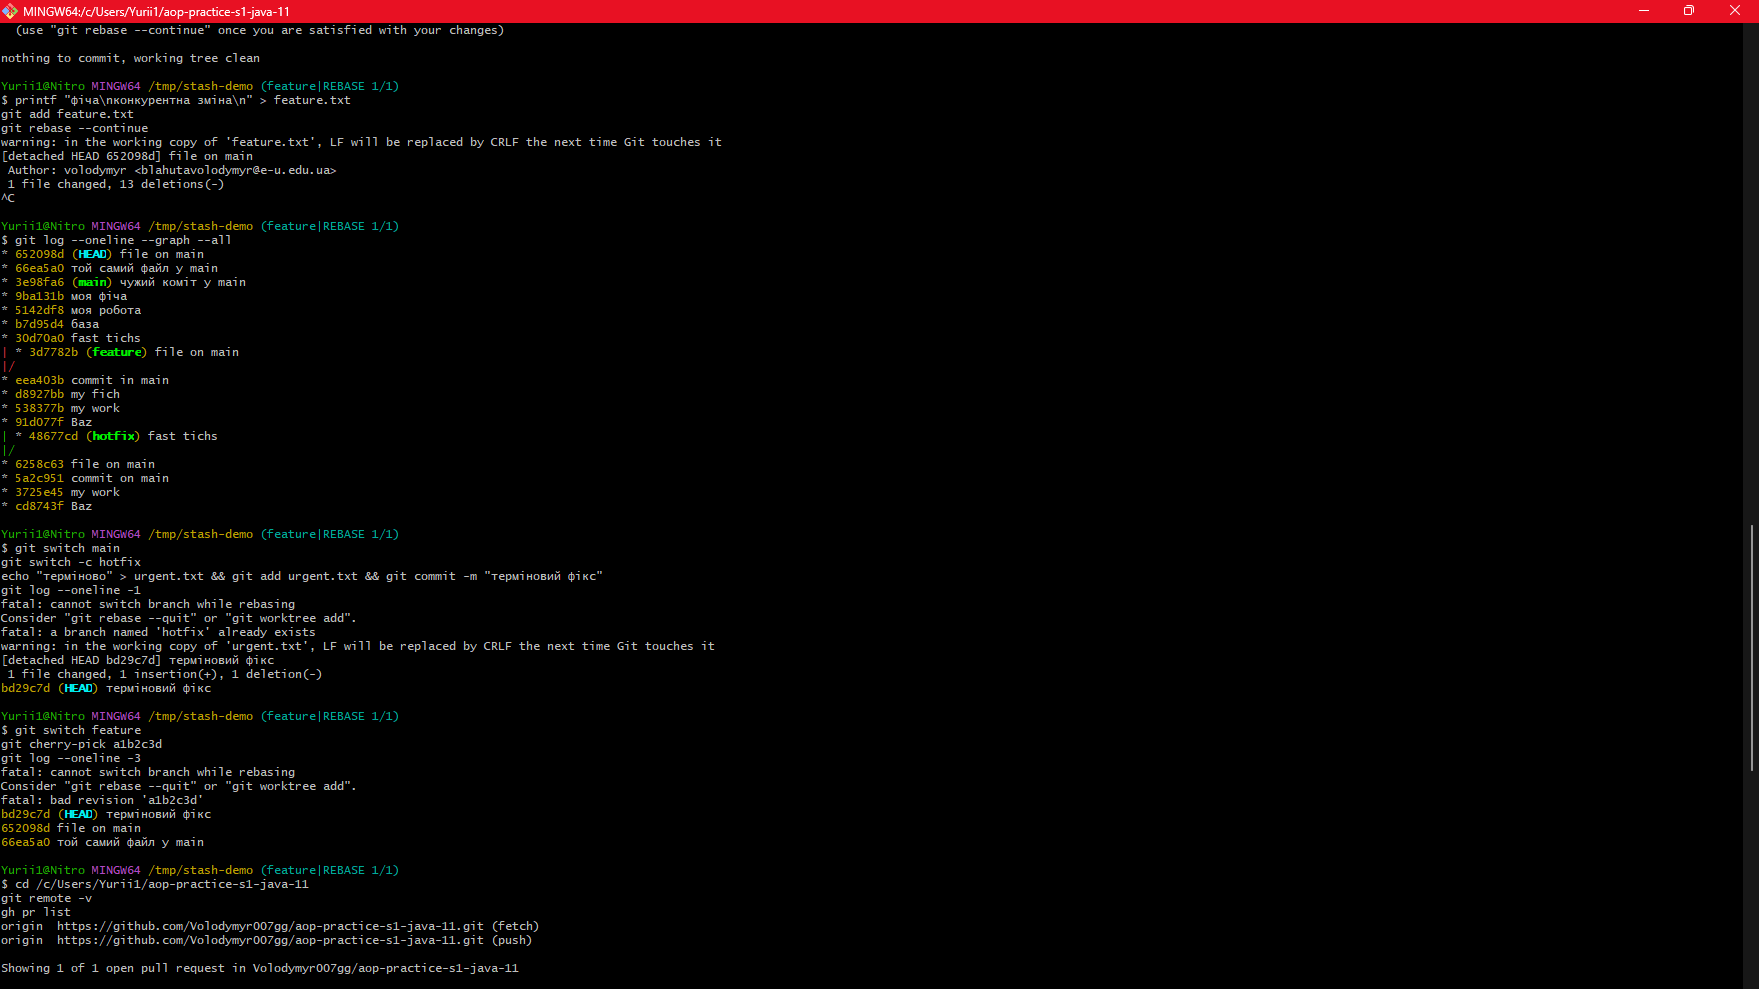 MINGW64:/c/Users/Yurii1/aop-practice-s1-java-11
(use "git rebase --continue" once you are satisfied with your changes)
nothing to commit, working tree clean
Yurii1@Nitro MINGW64 /tmp/stash-demo (feature|REBASE 1/1)
$ printf "фіча\nконкурентна зміна\n" > feature.txt
git add feature.txt
git rebase --continue
warning: in the working copy of 'feature.txt', LF will be replaced by CRLF the next time Git touches it
[detached HEAD 652098d] file on main
Author: volodymyr <blahutavolodymyr@e-u.edu.ua>
1 file changed, 13 deletions(-)
^C
Yurii1@Nitro MINGW64 /tmp/stash-demo (feature|REBASE 1/1)
$ git log --oneline --graph --all
* 652098d (HEAD) file on main
* 66ea5a0 той самий файл у main
* 3e98fa6 (main) чужий коміт у main
* 9ba131b моя фіча
* 5142df8 моя робота
* b7d95d4 база
* 30d70a0 fast tichs
| * 3d7782b (feature) file on main
|/
* eea403b commit in main
* d8927bb my fich
* 538377b my work
* 91d077f Baz
| * 48677cd (hotfix) fast tichs
|/
* 6258c63 file on main
* 5a2c951 commit on main
* 3725e45 my work
* cd8743f Baz
Yurii1@Nitro MINGW64 /tmp/stash-demo (feature|REBASE 1/1)
$ git switch main
git switch -c hotfix
echo "терміново" > urgent.txt && git add urgent.txt && git commit -m "терміновий фікс"
git log --oneline -1
fatal: cannot switch branch while rebasing
Consider "git rebase --quit" or "git worktree add".
fatal: a branch named 'hotfix' already exists
warning: in the working copy of 'urgent.txt', LF will be replaced by CRLF the next time Git touches it
[detached HEAD bd29c7d] терміновий фікс
1 file changed, 1 insertion(+), 1 deletion(-)
bd29c7d (HEAD) терміновий фікс
Yurii1@Nitro MINGW64 /tmp/stash-demo (feature|REBASE 1/1)
$ git switch feature
git cherry-pick a1b2c3d
git log --oneline -3
fatal: cannot switch branch while rebasing
Consider "git rebase --quit" or "git worktree add".
fatal: bad revision 'a1b2c3d'
bd29c7d (HEAD) терміновий фікс
652098d file on main
66ea5a0 той самий файл у main
Yurii1@Nitro MINGW64 /tmp/stash-demo (feature|REBASE 1/1)
$ cd /c/Users/Yurii1/aop-practice-s1-java-11
git remote -v
gh pr list
origin  https://github.com/Volodymyr007gg/aop-practice-s1-java-11.git (fetch)
origin  https://github.com/Volodymyr007gg/aop-practice-s1-java-11.git (push)
Showing 1 of 1 open pull request in Volodymyr007gg/aop-practice-s1-java-11